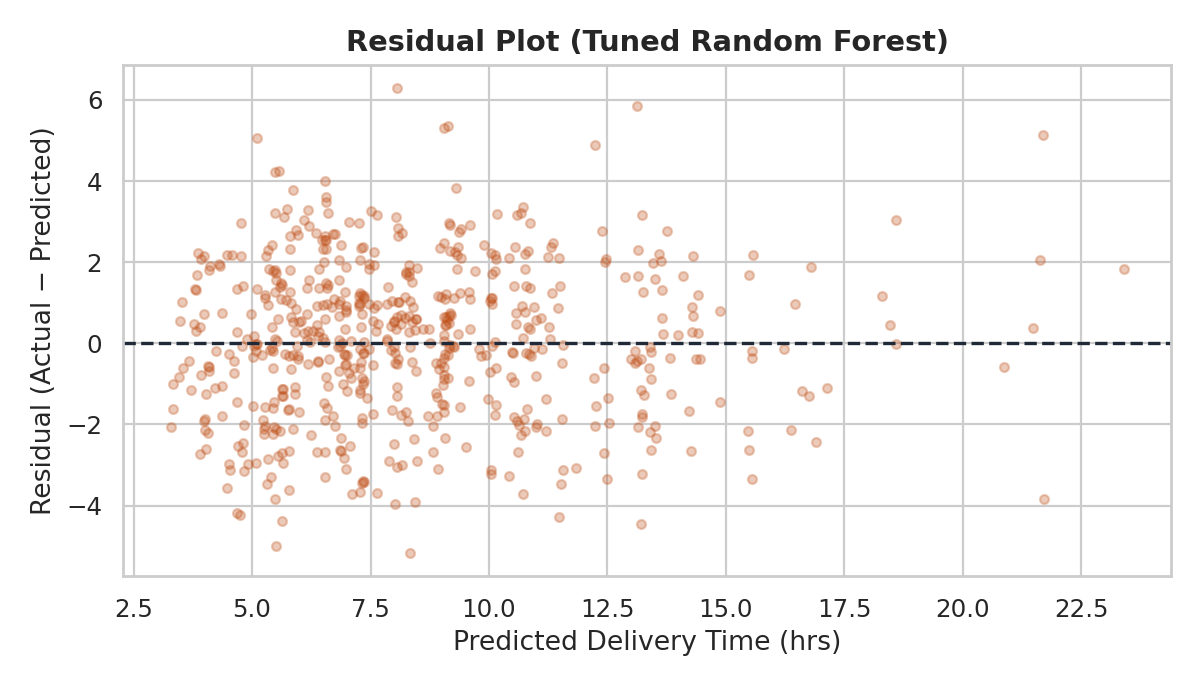 Residual Plot (Tuned Random Forest)
Residual (Actual − Predicted)
6
4
2
0
−2
−4
2.5 5.0 7.5 10.0 12.5 15.0 17.5 20.0 22.5
Predicted Delivery Time (hrs)